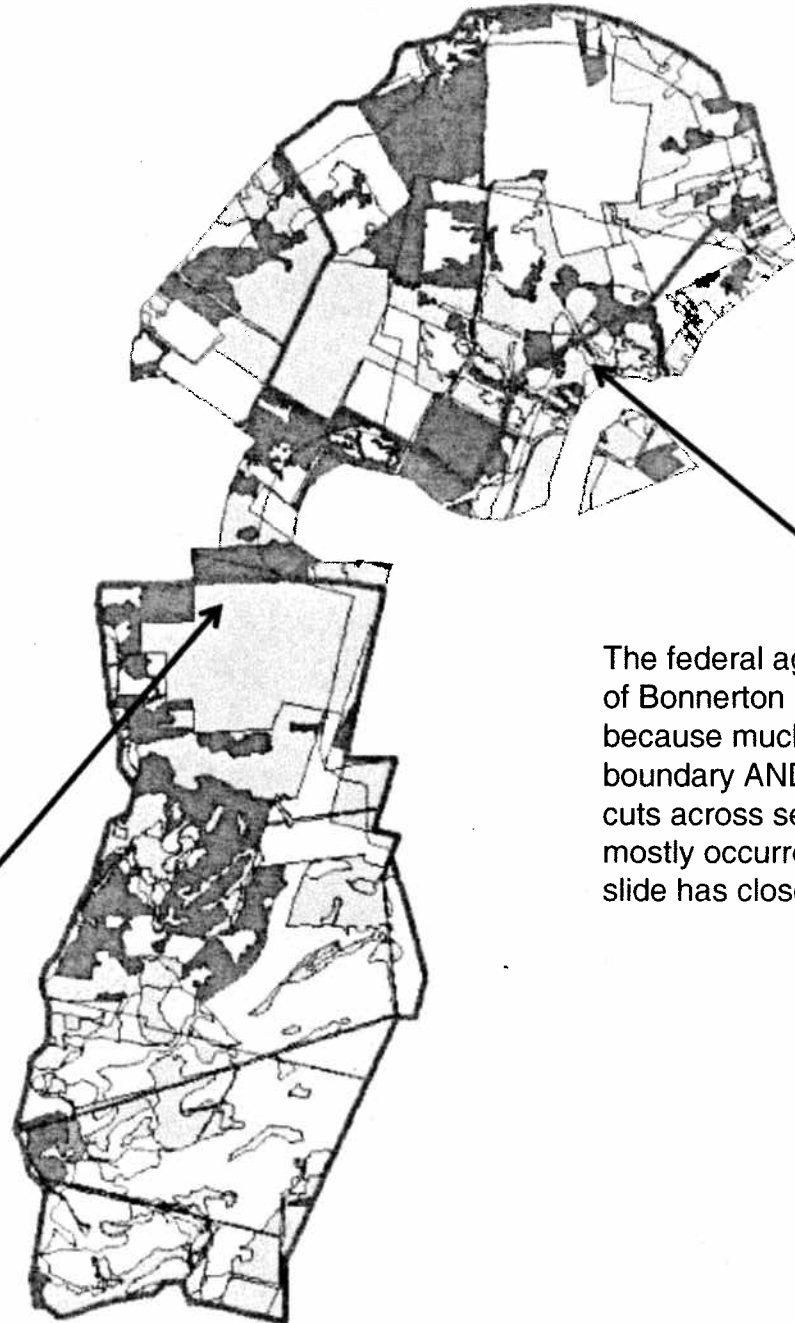 The federal ag
of Bonnerton
because much
boundary AND
cuts across se
mostly occurre
slide has close